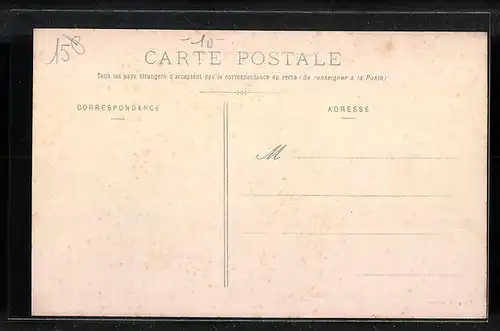 158
-10-
CARTE POSTALE
Tous les pays étrangers n'acceptent pas la correspondance au recto (Se renseigner à la Poste)
CORRESPONDANCE
ADRESSE
M